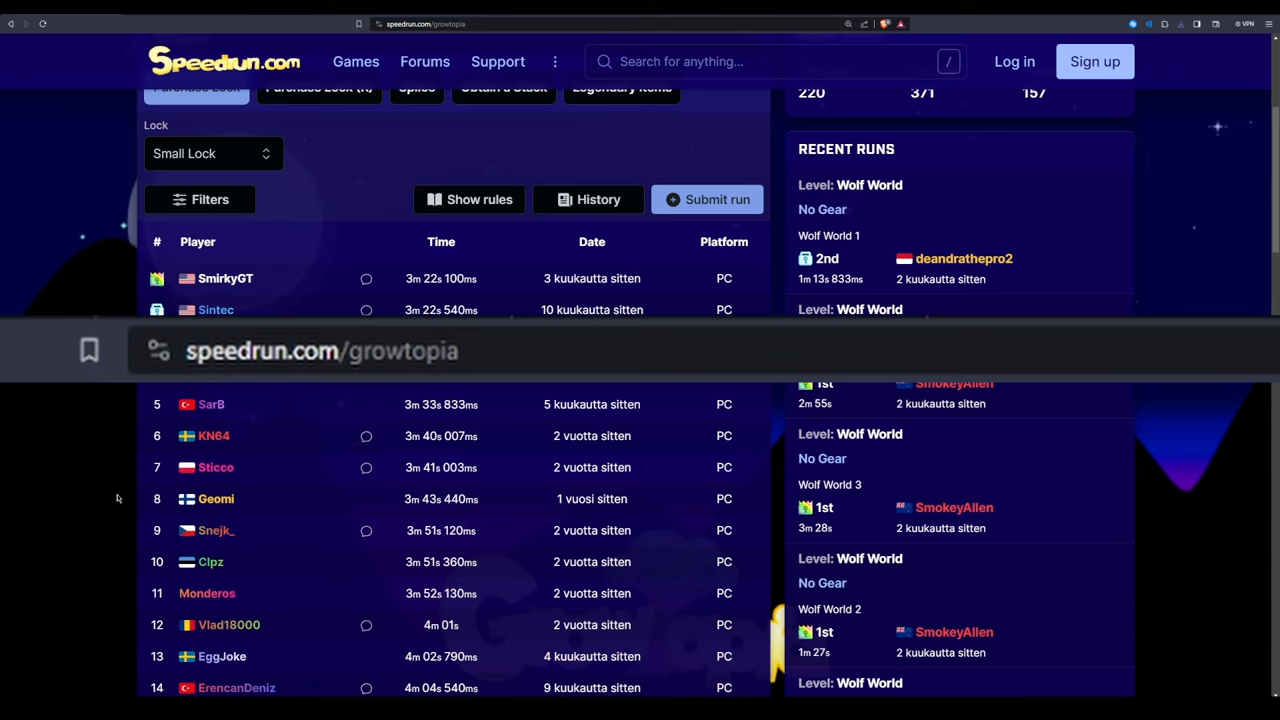 speedrun.com/growtopia
VPN
Speedrun.com
Games
Forums
Support
Search for anything...
/
Log in
Sign up
Purchase Lock
Splice
Obtain a Stack
Legendary Items
220
371
157
Lock
Small Lock
Filters
Show rules
History
Submit run
# Player Time Date Platform
SmirkyGT 3m 22s 100ms 3 kuukautta sitten PC
Sintec 3m 22s 540ms 10 kuukautta sitten PC
speedrun.com/growtopia
5 SarB 3m 33s 833ms 5 kuukautta sitten PC
6 KN64 3m 40s 007ms 2 vuotta sitten PC
7 Sticco 3m 41s 003ms 2 vuotta sitten PC
8 Geomi 3m 43s 440ms 1 vuosi sitten PC
9 Snejk_ 3m 51s 120ms 2 vuotta sitten PC
10 Clpz 3m 51s 360ms 2 vuotta sitten PC
11 Monderos 3m 52s 130ms 2 vuotta sitten PC
12 Vlad18000 4m 01s 2 vuotta sitten PC
13 EggJoke 4m 02s 790ms 4 kuukautta sitten PC
14 ErencanDeniz 4m 04s 540ms 9 kuukautta sitten PC
RECENT RUNS
Level: Wolf World
No Gear
Wolf World 1
2nd deandrathepro2
1m 13s 833ms 2 kuukautta sitten
Level: Wolf World
1st SmokeyAllen
2m 55s 2 kuukautta sitten
Level: Wolf World
No Gear
Wolf World 3
1st SmokeyAllen
3m 28s 2 kuukautta sitten
Level: Wolf World
No Gear
Wolf World 2
1st SmokeyAllen
1m 27s 2 kuukautta sitten
Level: Wolf World